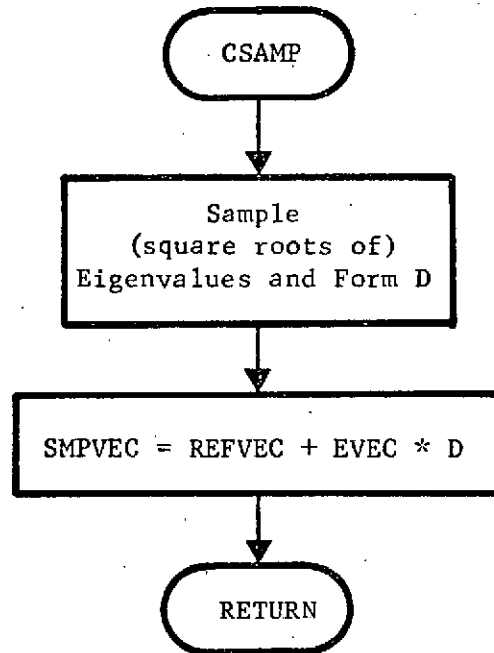 CSAMP
Sample
(square roots of)
Eigenvalues and Form D
SMPVEC = REFVEC + EVEC * D
RETURN